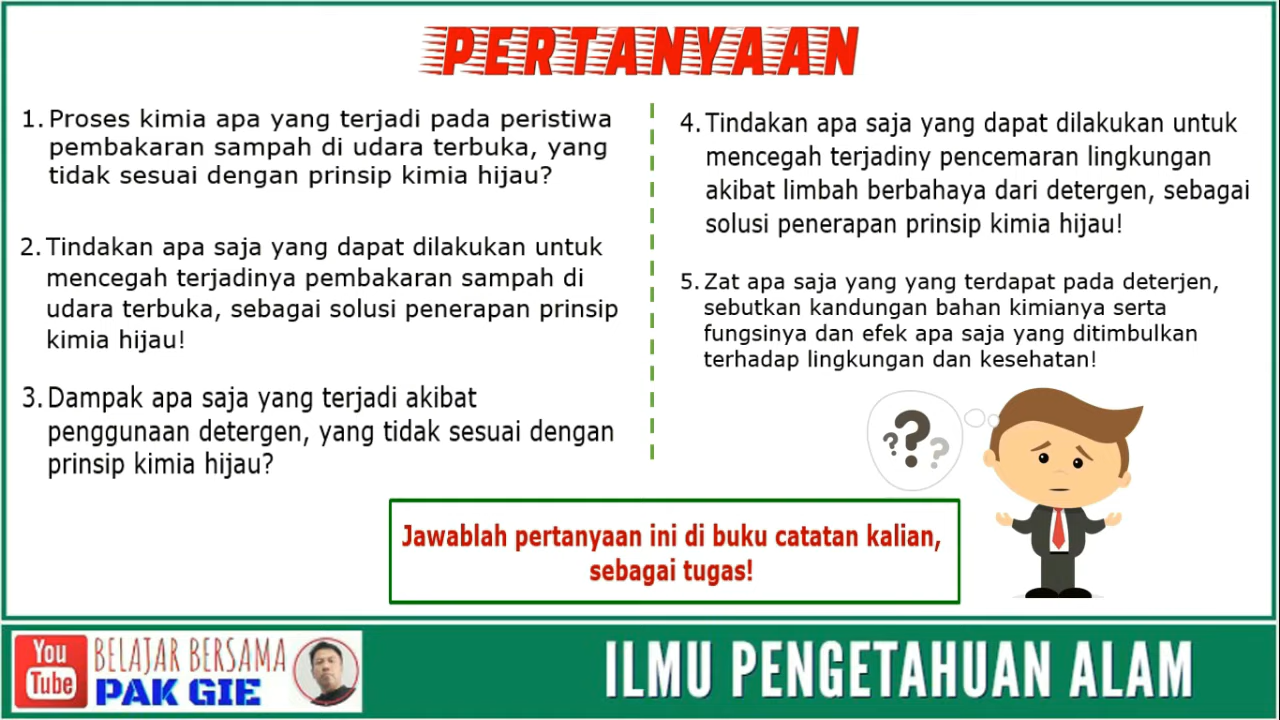 PERTANYAAN
1. Proses kimia apa yang terjadi pada peristiwa
pembakaran sampah di udara terbuka, yang
tidak sesuai dengan prinsip kimia hijau?
2. Tindakan apa saja yang dapat dilakukan untuk
mencegah terjadinya pembakaran sampah di
udara terbuka, sebagai solusi penerapan prinsip
kimia hijau!
3. Dampak apa saja yang terjadi akibat
penggunaan detergen, yang tidak sesuai dengan
prinsip kimia hijau?
4. Tindakan apa saja yang dapat dilakukan untuk
mencegah terjadiny pencemaran lingkungan
akibat limbah berbahaya dari detergen, sebagai
solusi penerapan prinsip kimia hijau!
5. Zat apa saja yang yang terdapat pada deterjen,
sebutkan kandungan bahan kimianya serta
fungsinya dan efek apa saja yang ditimbulkan
terhadap lingkungan dan kesehatan!
???
Jawablah pertanyaan ini di buku catatan kalian,
sebagai tugas!
You
Tube
BELAJAR BERSAMA
PAK GIE
ILMU PENGETAHUAN ALAM